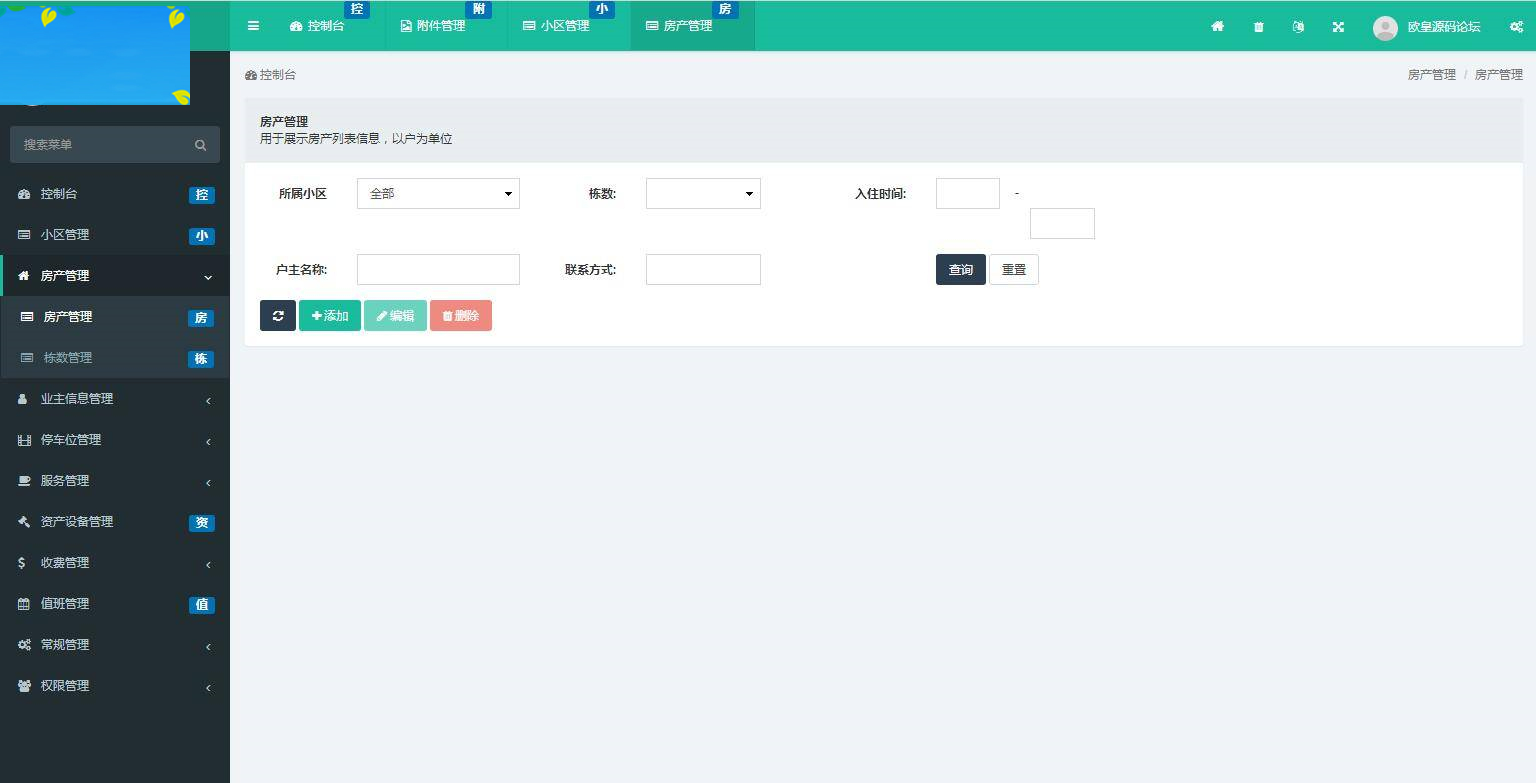 控 附 小 房
控制台 附件管理 小区管理 房产管理 欧皇源码论坛
控制台 房产管理 / 房产管理
房产管理
用于展示房产列表信息，以户为单位
搜索菜单
控制台 控
小区管理 小
房产管理
房产管理 房
栋数管理 栋
业主信息管理
停车位管理
服务管理
资产设备管理 资
收费管理
值班管理 值
常规管理
权限管理
所属小区 全部 栋数: 入住时间: -
户主名称: 联系方式: 查询 重置
添加 编辑 删除